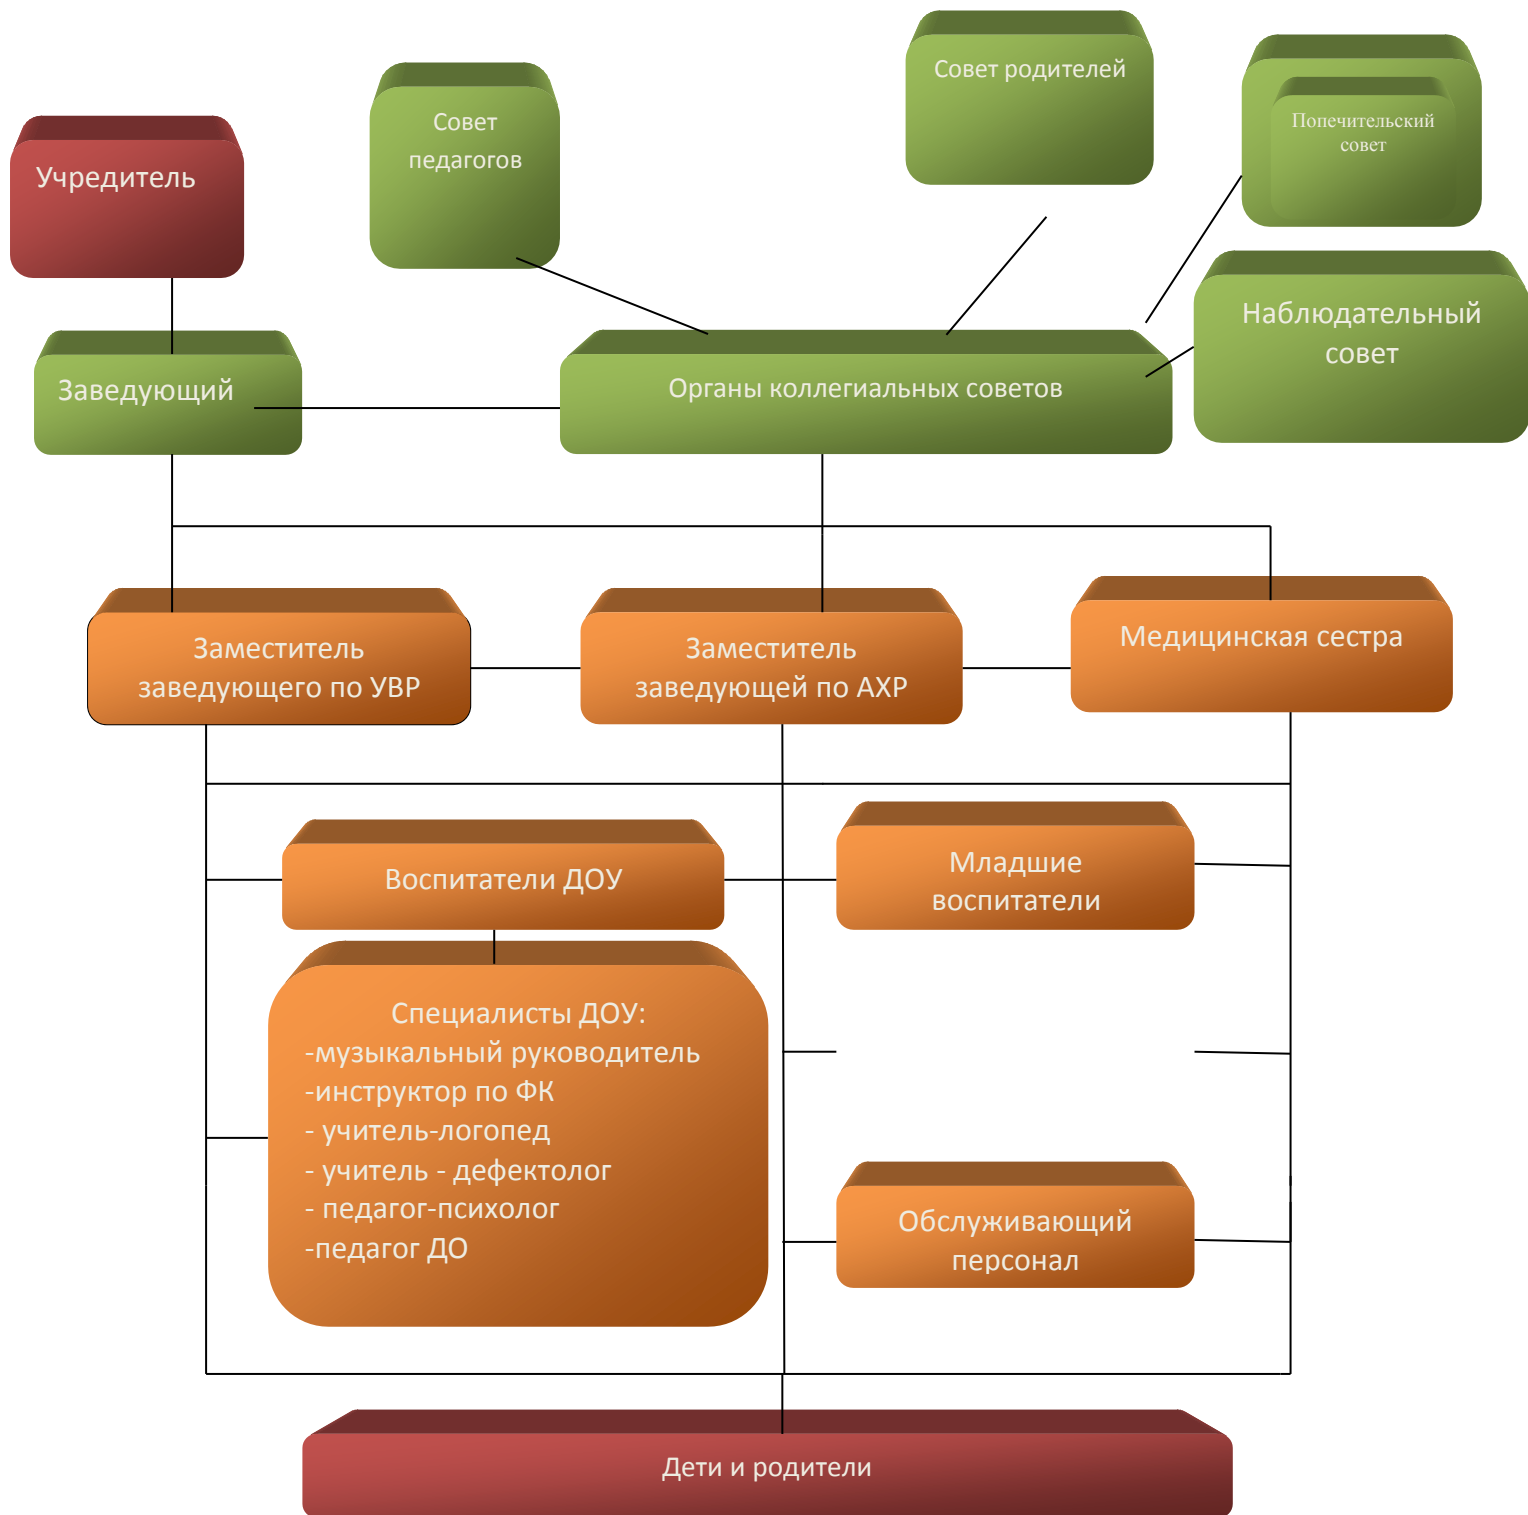 Совет родителей
Попечительский
совет
Совет
педагогов
Учредитель
Наблюдательный
совет
Заведующий
Органы коллегиальных советов
Заместитель
заведующего по УВР
Заместитель
заведующей по АХР
Медицинская сестра
Воспитатели ДОУ
Младшие
воспитатели
Специалисты ДОУ:
-музыкальный руководитель
-инструктор по ФК
- учитель-логопед
- учитель - дефектолог
- педагог-психолог
-педагог ДО
Обслуживающий
персонал
Дети и родители